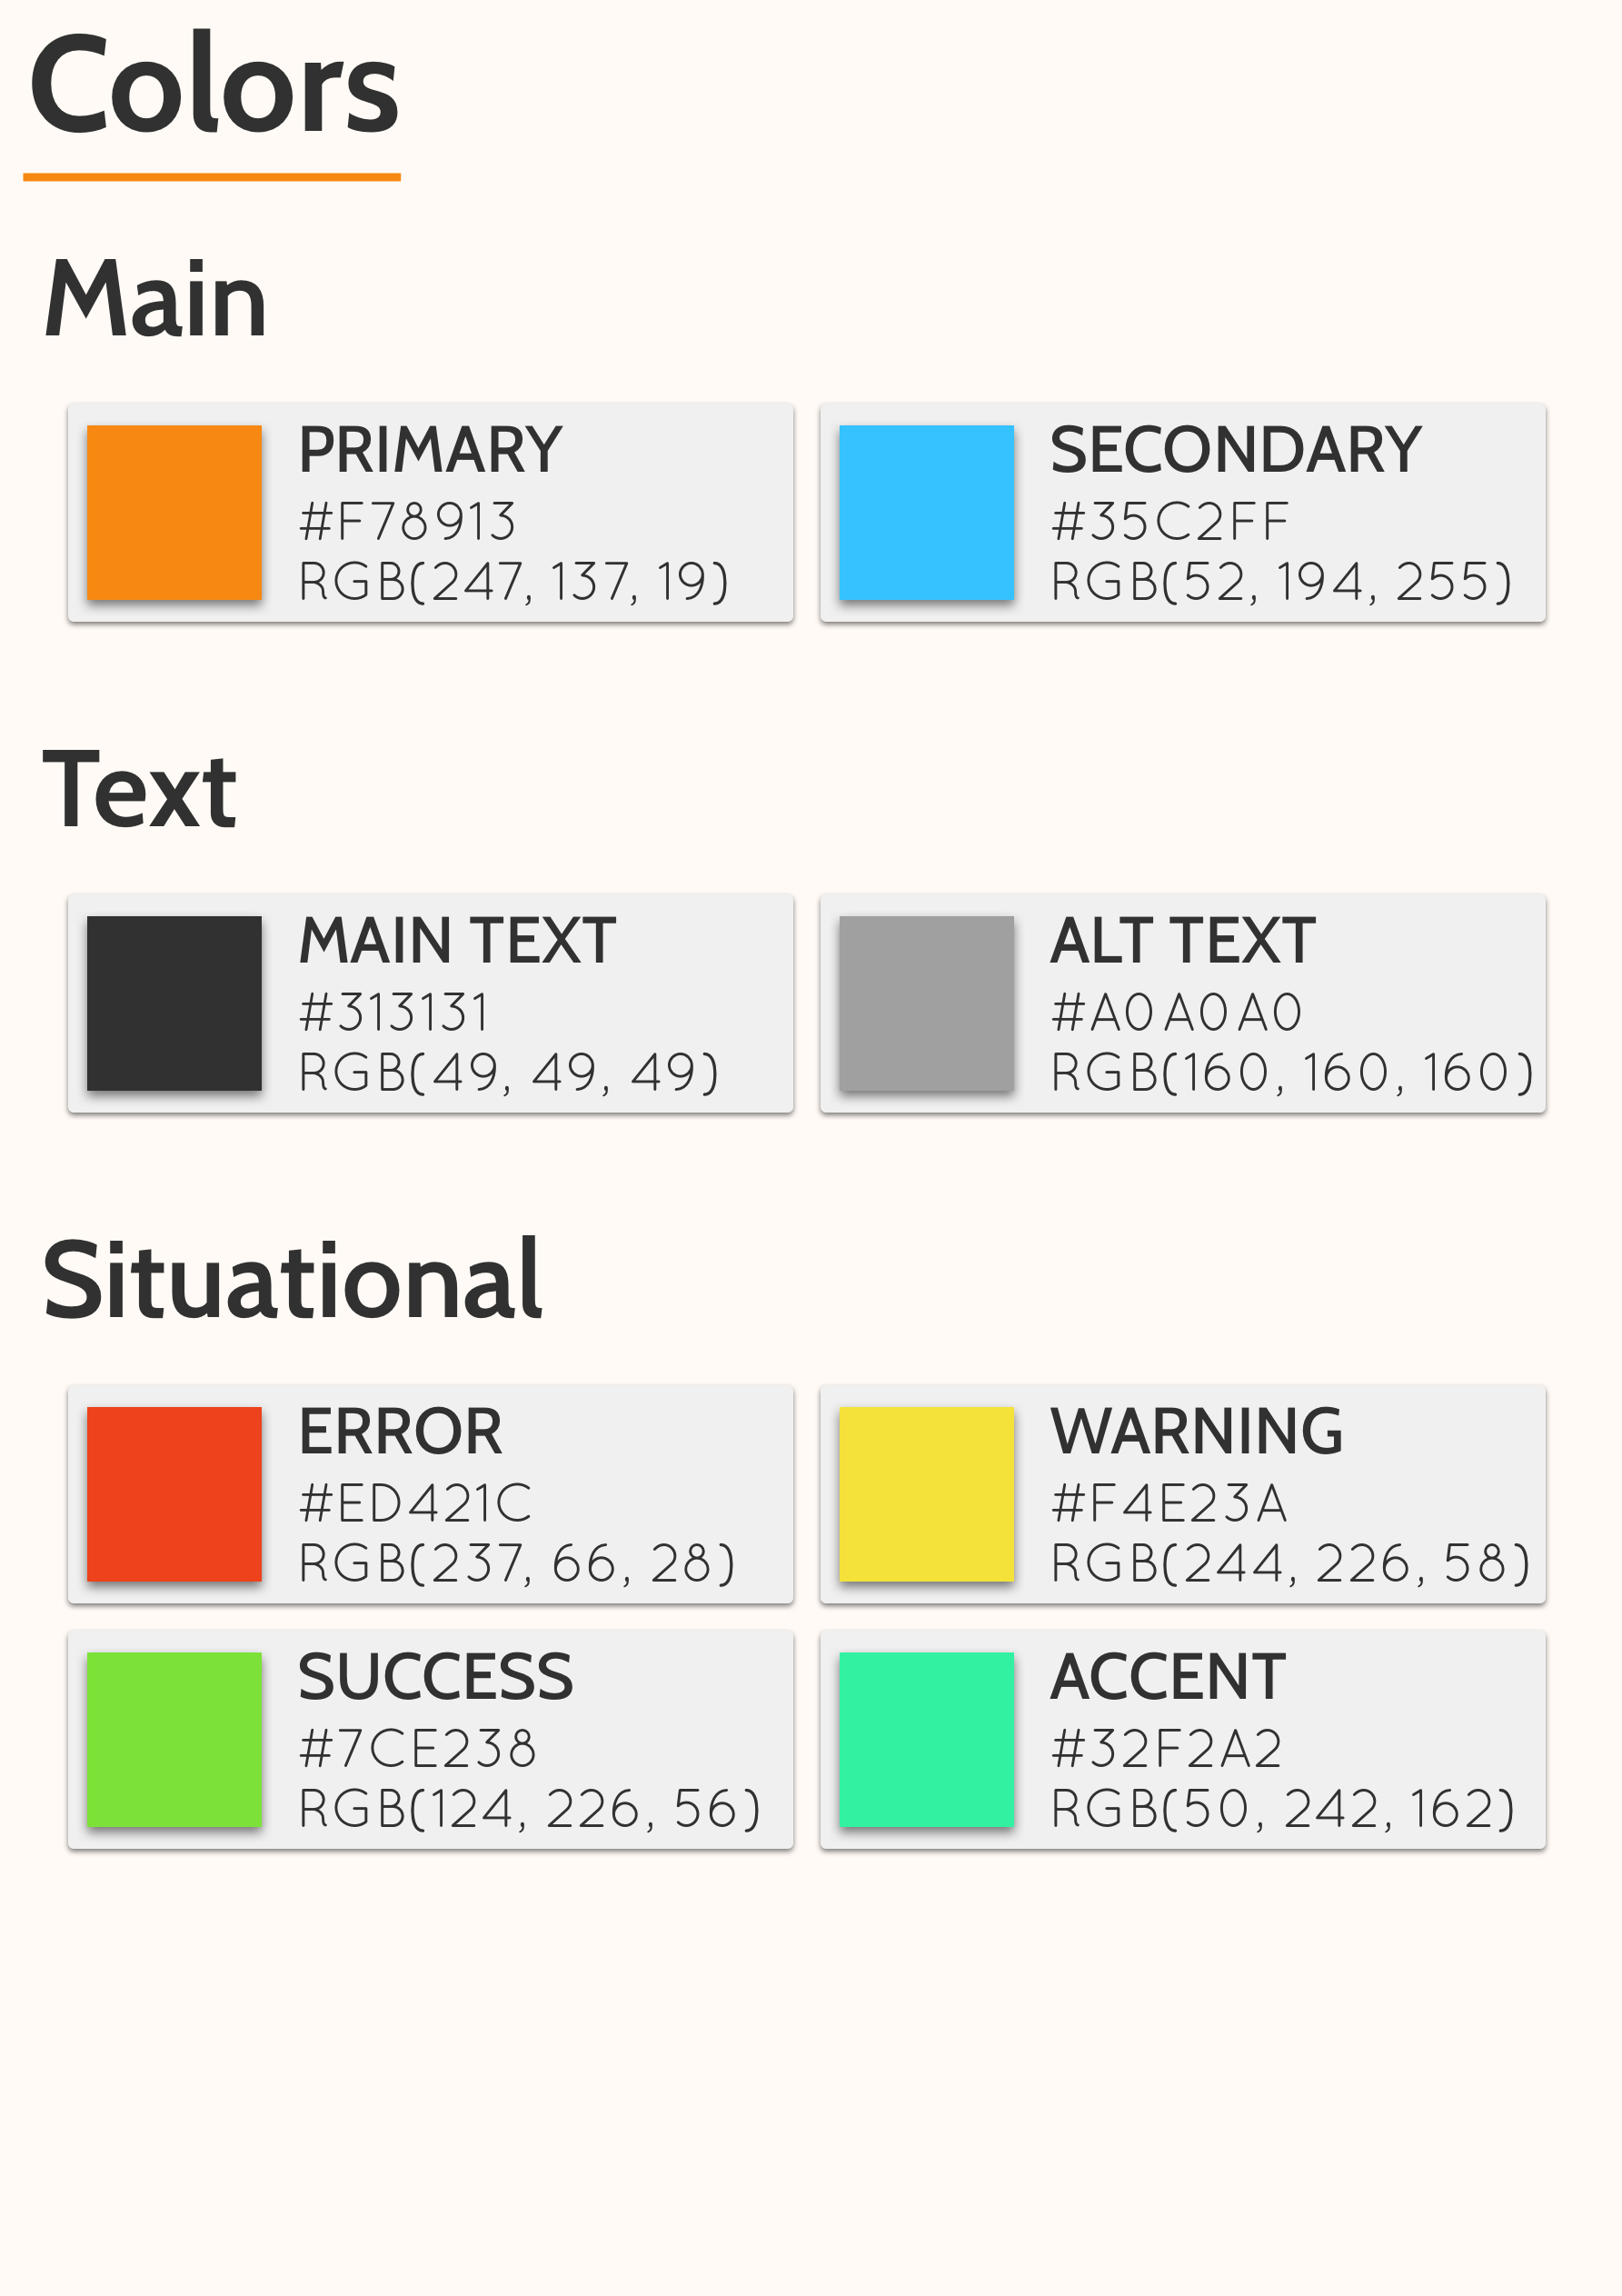 Colors
Main
PRIMARY
#F78913
RGB(247, 137, 19)
SECONDARY
#35C2FF
RGB(52, 194, 255)
Text
MAIN TEXT
#313131
RGB(49, 49, 49)
ALT TEXT
#A0A0A0
RGB(160, 160, 160)
Situational
ERROR
#ED421C
RGB(237, 66, 28)
WARNING
#F4E23A
RGB(244, 226, 58)
SUCCESS
#7CE238
RGB(124, 226, 56)
ACCENT
#32F2A2
RGB(50, 242, 162)